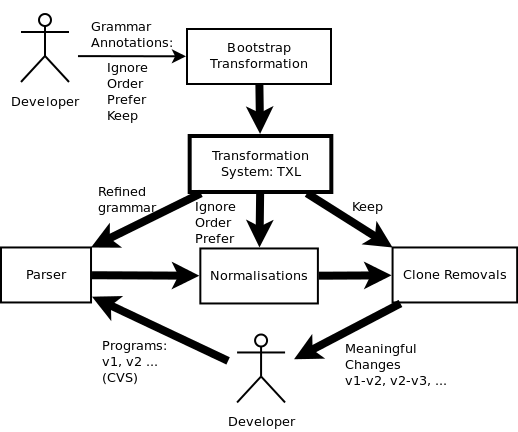 Grammar
Annotations:
Ignore
Order
Prefer
Keep
Developer
Bootstrap
Transformation
Transformation
System: TXL
Refined
grammar
Ignore
Order
Prefer
Keep
Parser
Normalisations
Clone Removals
Programs:
v1, v2 ...
(CVS)
Developer
Meaningful
Changes
v1-v2, v2-v3, ...